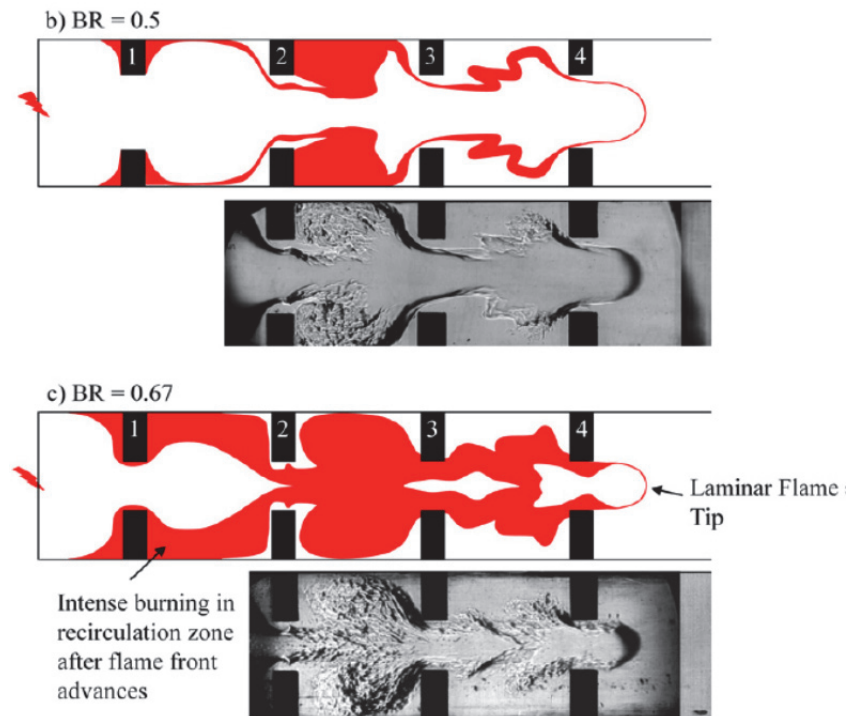 b) BR = 0.5
1 2 3 4
c) BR = 0.67
1 2 3 4
Laminar Flame
Tip
Intense burning in
recirculation zone
after flame front
advances